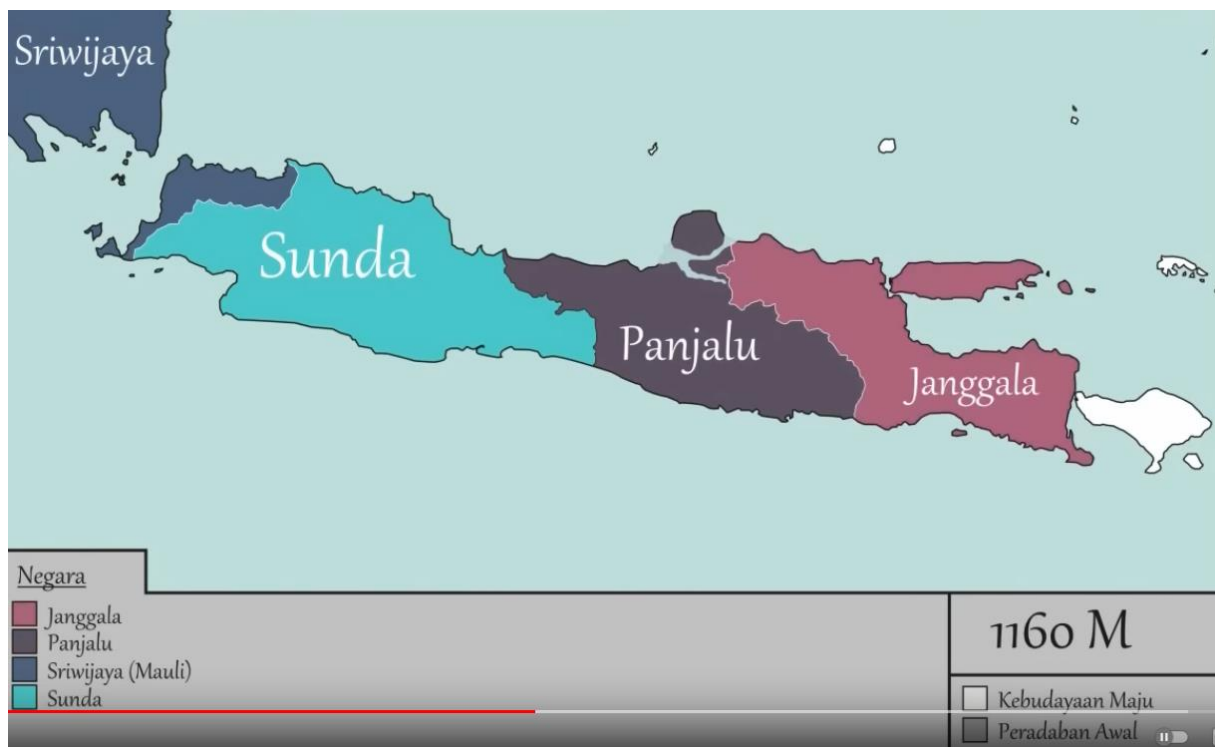 Sriwijaya
Sunda
Panjalu
Janggala
Negara
Janggala
Panjalu
Sriwijaya (Mauli)
Sunda
1160 M
Kebudayaan Maju
Peradaban Awal